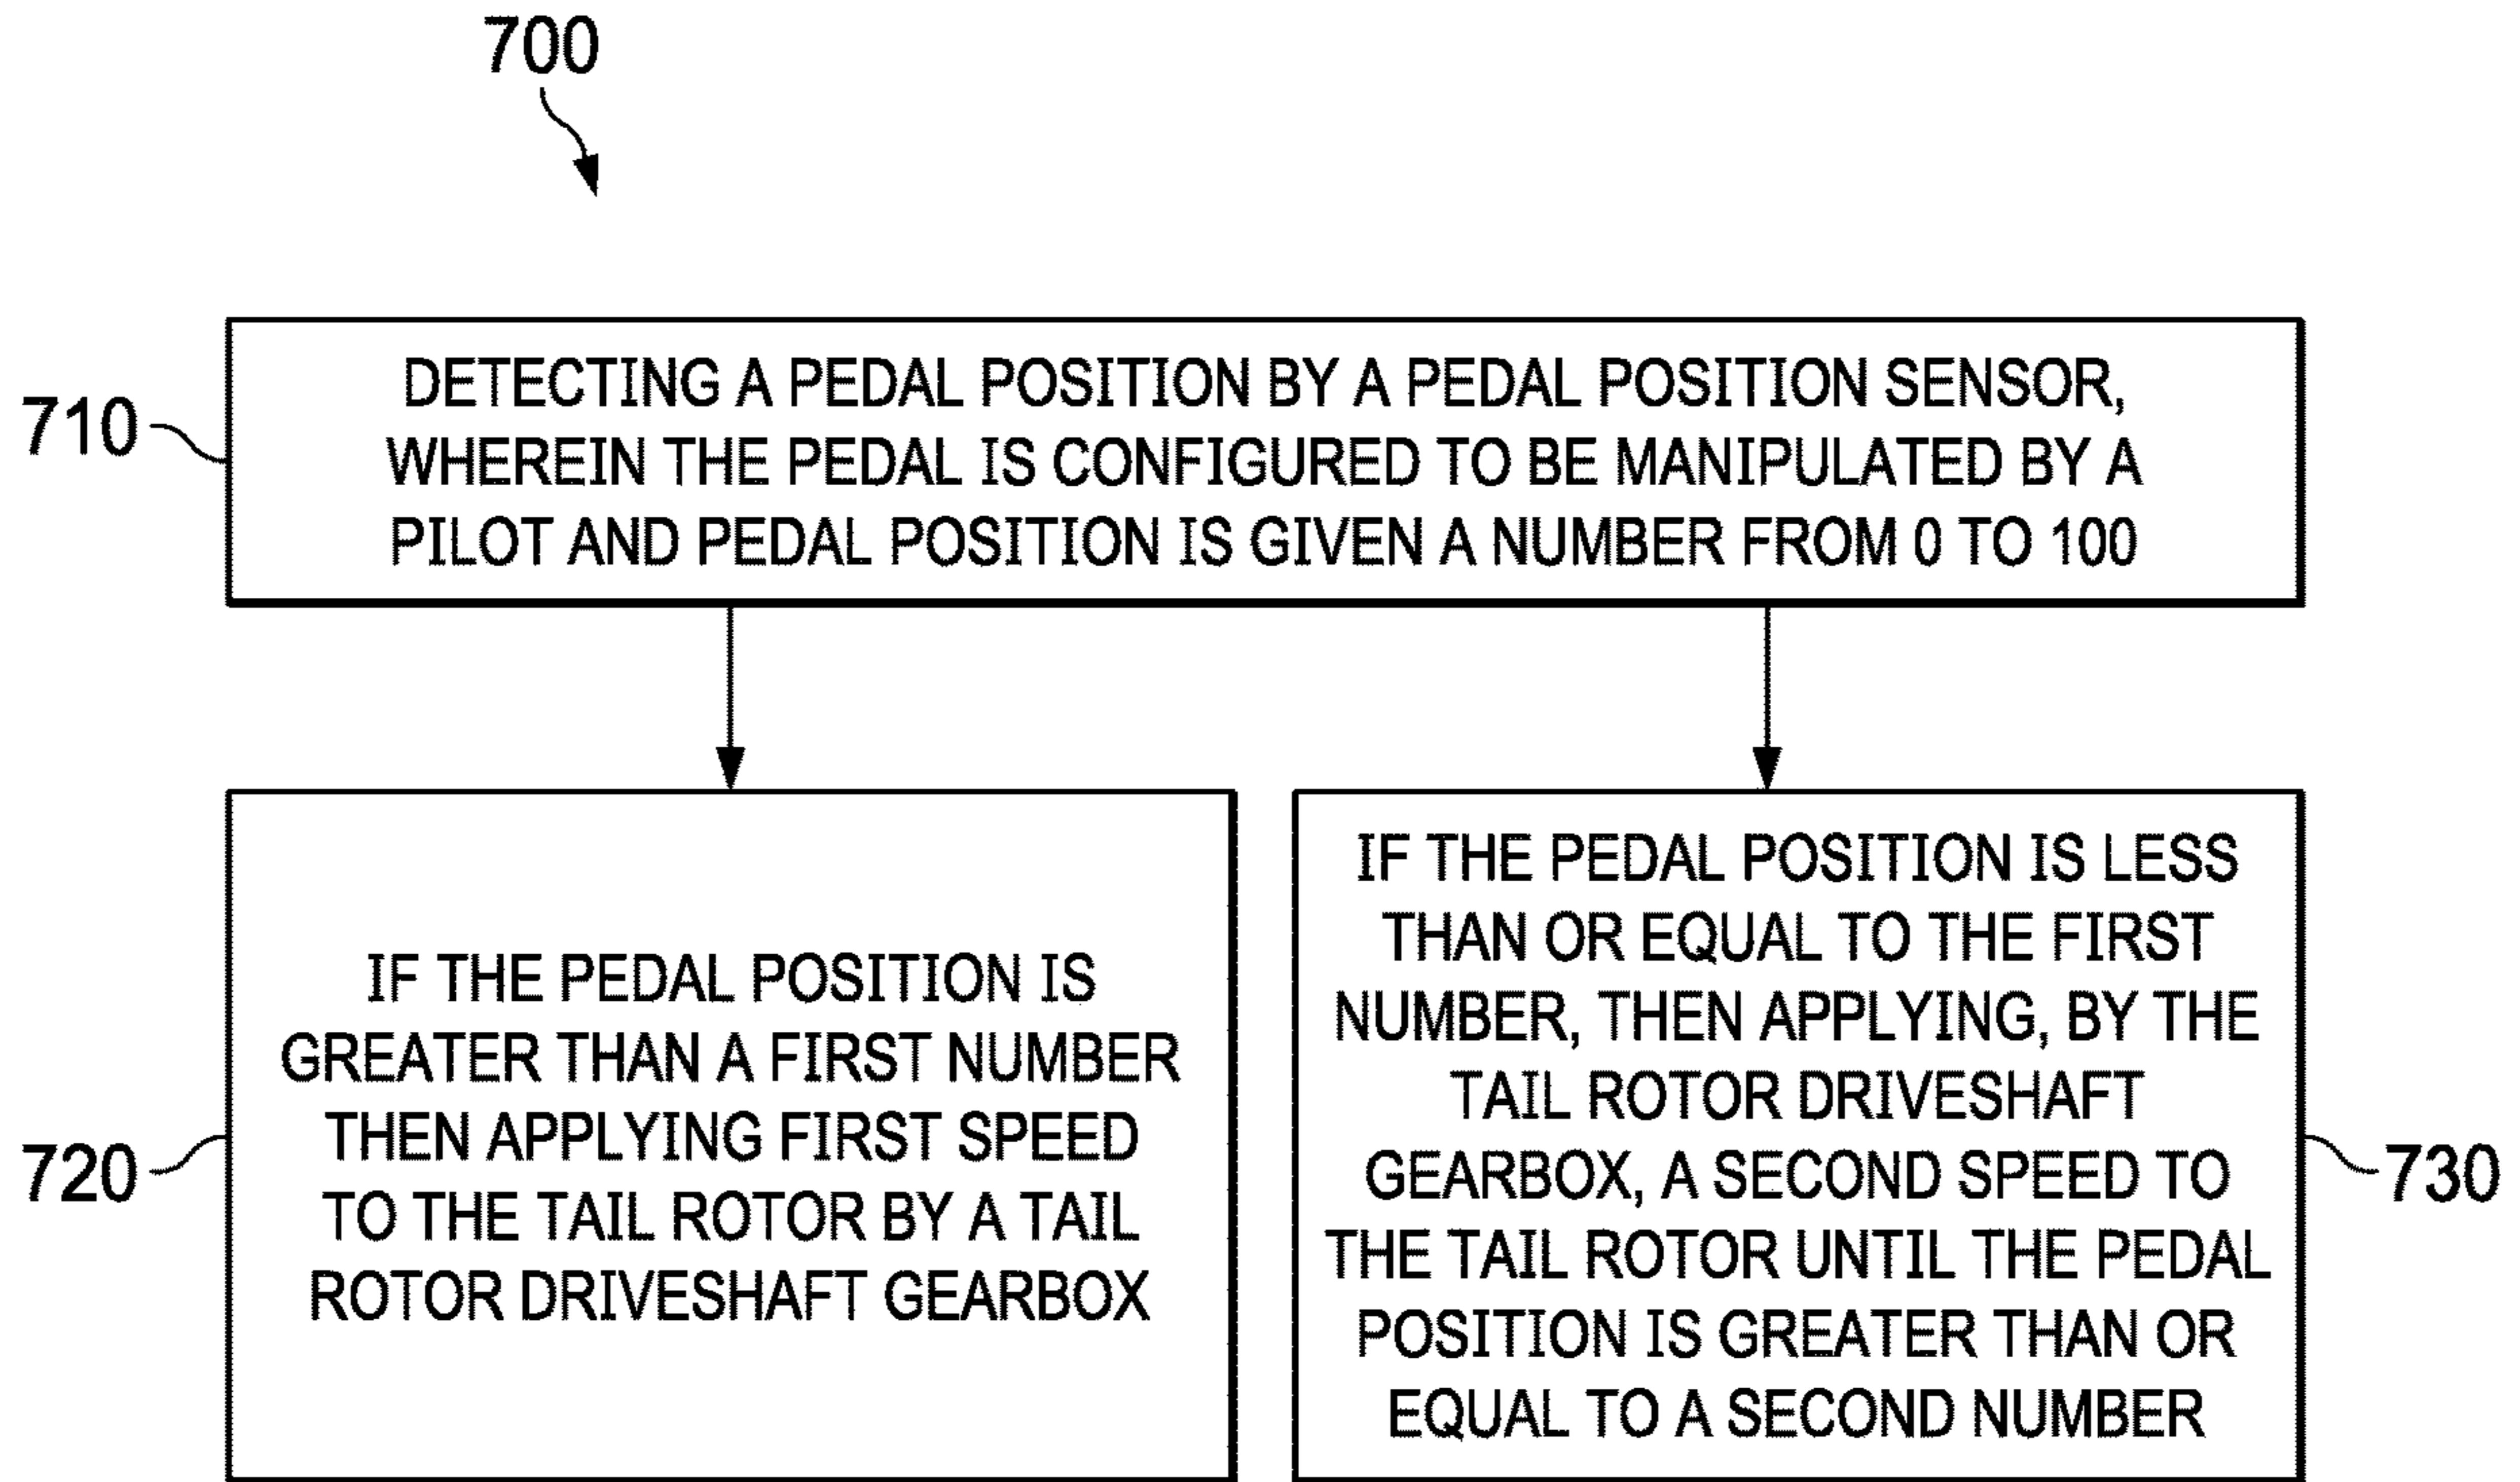 700
710
DETECTING A PEDAL POSITION BY A PEDAL POSITION SENSOR,
WHEREIN THE PEDAL IS CONFIGURED TO BE MANIPULATED BY A
PILOT AND PEDAL POSITION IS GIVEN A NUMBER FROM 0 TO 100
720
IF THE PEDAL POSITION IS
GREATER THAN A FIRST NUMBER
THEN APPLYING FIRST SPEED
TO THE TAIL ROTOR BY A TAIL
ROTOR DRIVESHAFT GEARBOX
IF THE PEDAL POSITION IS LESS
THAN OR EQUAL TO THE FIRST
NUMBER, THEN APPLYING, BY THE
TAIL ROTOR DRIVESHAFT
GEARBOX, A SECOND SPEED TO
THE TAIL ROTOR UNTIL THE PEDAL
POSITION IS GREATER THAN OR
EQUAL TO A SECOND NUMBER
730